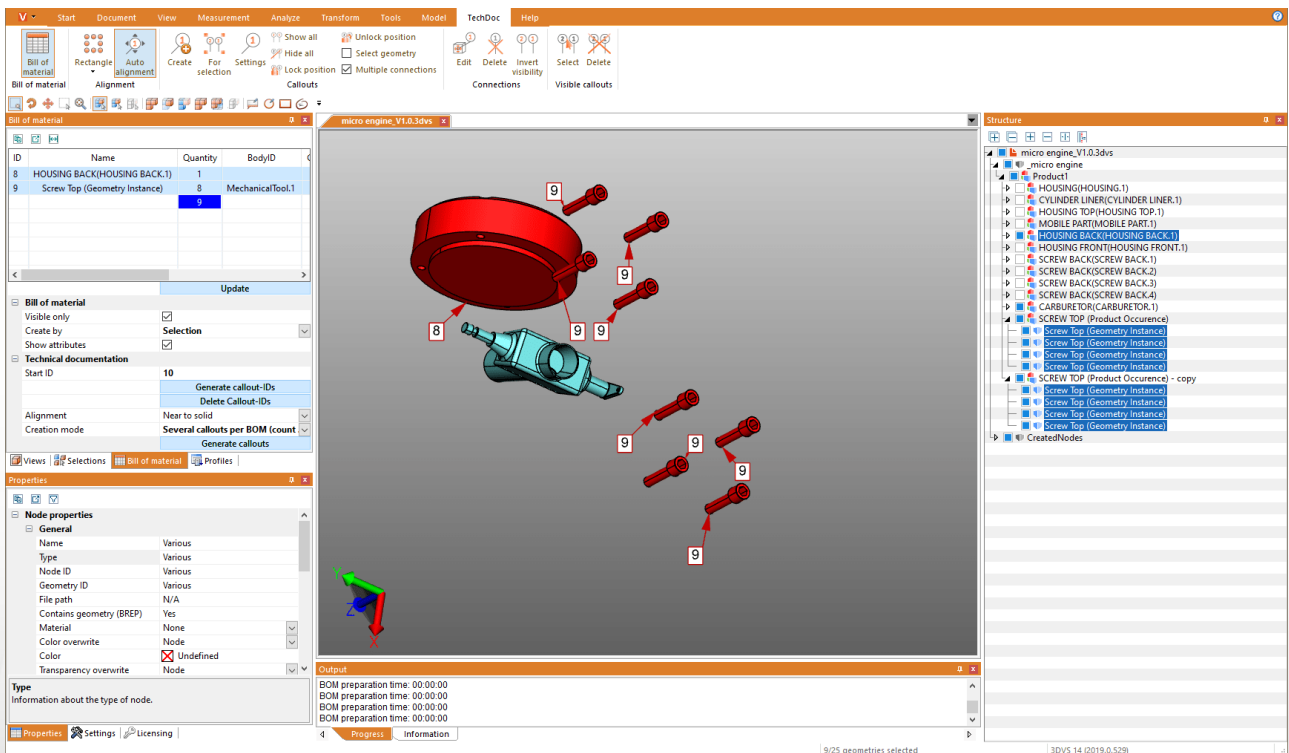 V Start Document View Measurement Analyze Transform Tools Model TechDoc Help
Bill of material
Rectangle
Auto alignment
Create
For selection
Settings
Show all
Hide all
Lock position
Unlock position
Select geometry
Multiple connections
Edit
Delete
Invert visibility
Select
Delete
Bill of material Alignment Callouts Connections Visible callouts
Bill of material
ID Name Quantity BodyID
8 HOUSING BACK(HOUSING BACK.1) 1
9 Screw Top (Geometry Instance) 8 MechanicalTool.1
9
Update
Bill of material
Visible only
Create by Selection
Show attributes
Technical documentation
Start ID 10
Generate callout-IDs
Delete Callout-IDs
Alignment Near to solid
Creation mode Several callouts per BOM (count
Generate callouts
Views Selections Bill of material Profiles
Properties
Node properties
General
Name Various
Type Various
Node ID Various
Geometry ID Various
File path N/A
Contains geometry (BREP) Yes
Material None
Color overwrite Node
Color Undefined
Transparency overwrite Node
Type
Information about the type of node.
Properties Settings Licensing
micro engine_V1.0.3dvs
9
9
9
8
9
9
9
9
9
9
Y
Z
X
Output
BOM preparation time: 00:00:00
BOM preparation time: 00:00:00
BOM preparation time: 00:00:00
BOM preparation time: 00:00:00
Progress Information
Structure
micro engine_V1.0.3dvs
_micro engine
Product1
HOUSING(HOUSING.1)
CYLINDER LINER(CYLINDER LINER.1)
HOUSING TOP(HOUSING TOP.1)
MOBILE PART(MOBILE PART.1)
HOUSING BACK(HOUSING BACK.1)
HOUSING FRONT(HOUSING FRONT.1)
SCREW BACK(SCREW BACK.1)
SCREW BACK(SCREW BACK.2)
SCREW BACK(SCREW BACK.3)
SCREW BACK(SCREW BACK.4)
CARBURETOR(CARBURETOR.1)
SCREW TOP (Product Occurence)
Screw Top (Geometry Instance)
Screw Top (Geometry Instance)
Screw Top (Geometry Instance)
Screw Top (Geometry Instance)
SCREW TOP (Product Occurence) - copy
Screw Top (Geometry Instance)
Screw Top (Geometry Instance)
Screw Top (Geometry Instance)
Screw Top (Geometry Instance)
CreatedNodes
9/25 geometries selected
3DVS 14 (2019.0.529)